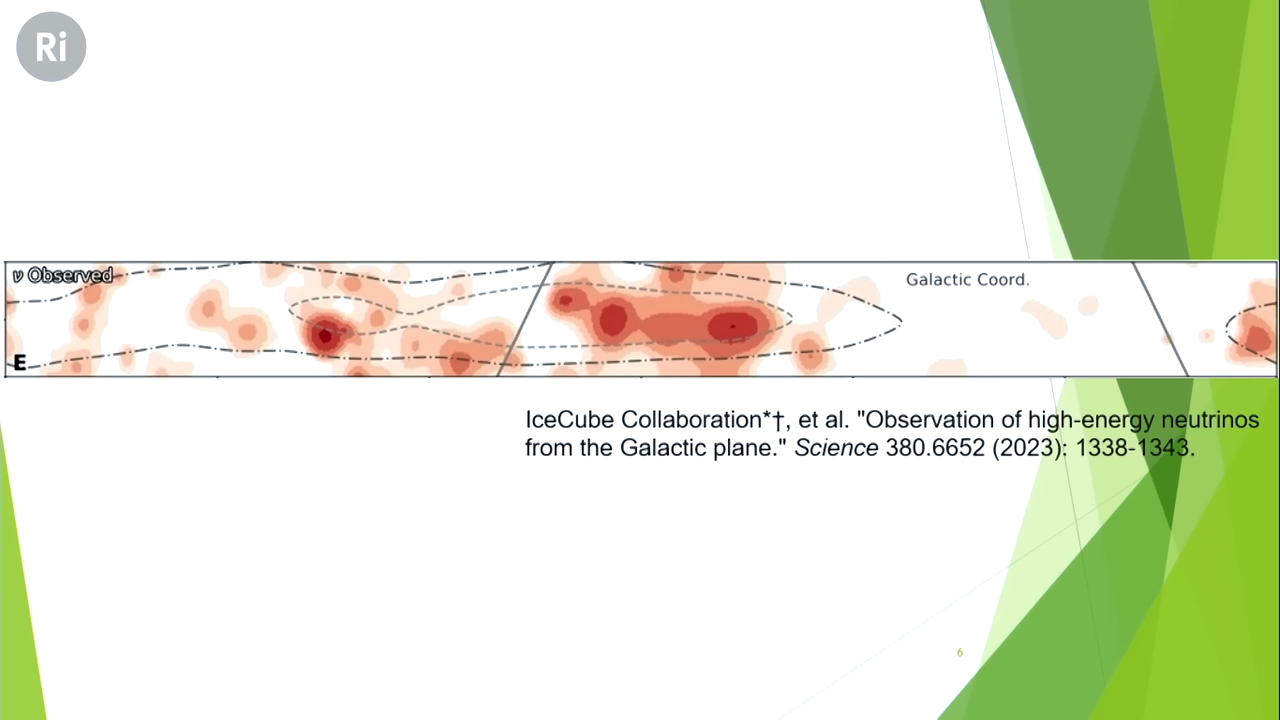 Ri
ν Observed
Galactic Coord.
E
IceCube Collaboration*†, et al. "Observation of high-energy neutrinos
from the Galactic plane." Science 380.6652 (2023): 1338-1343.
6